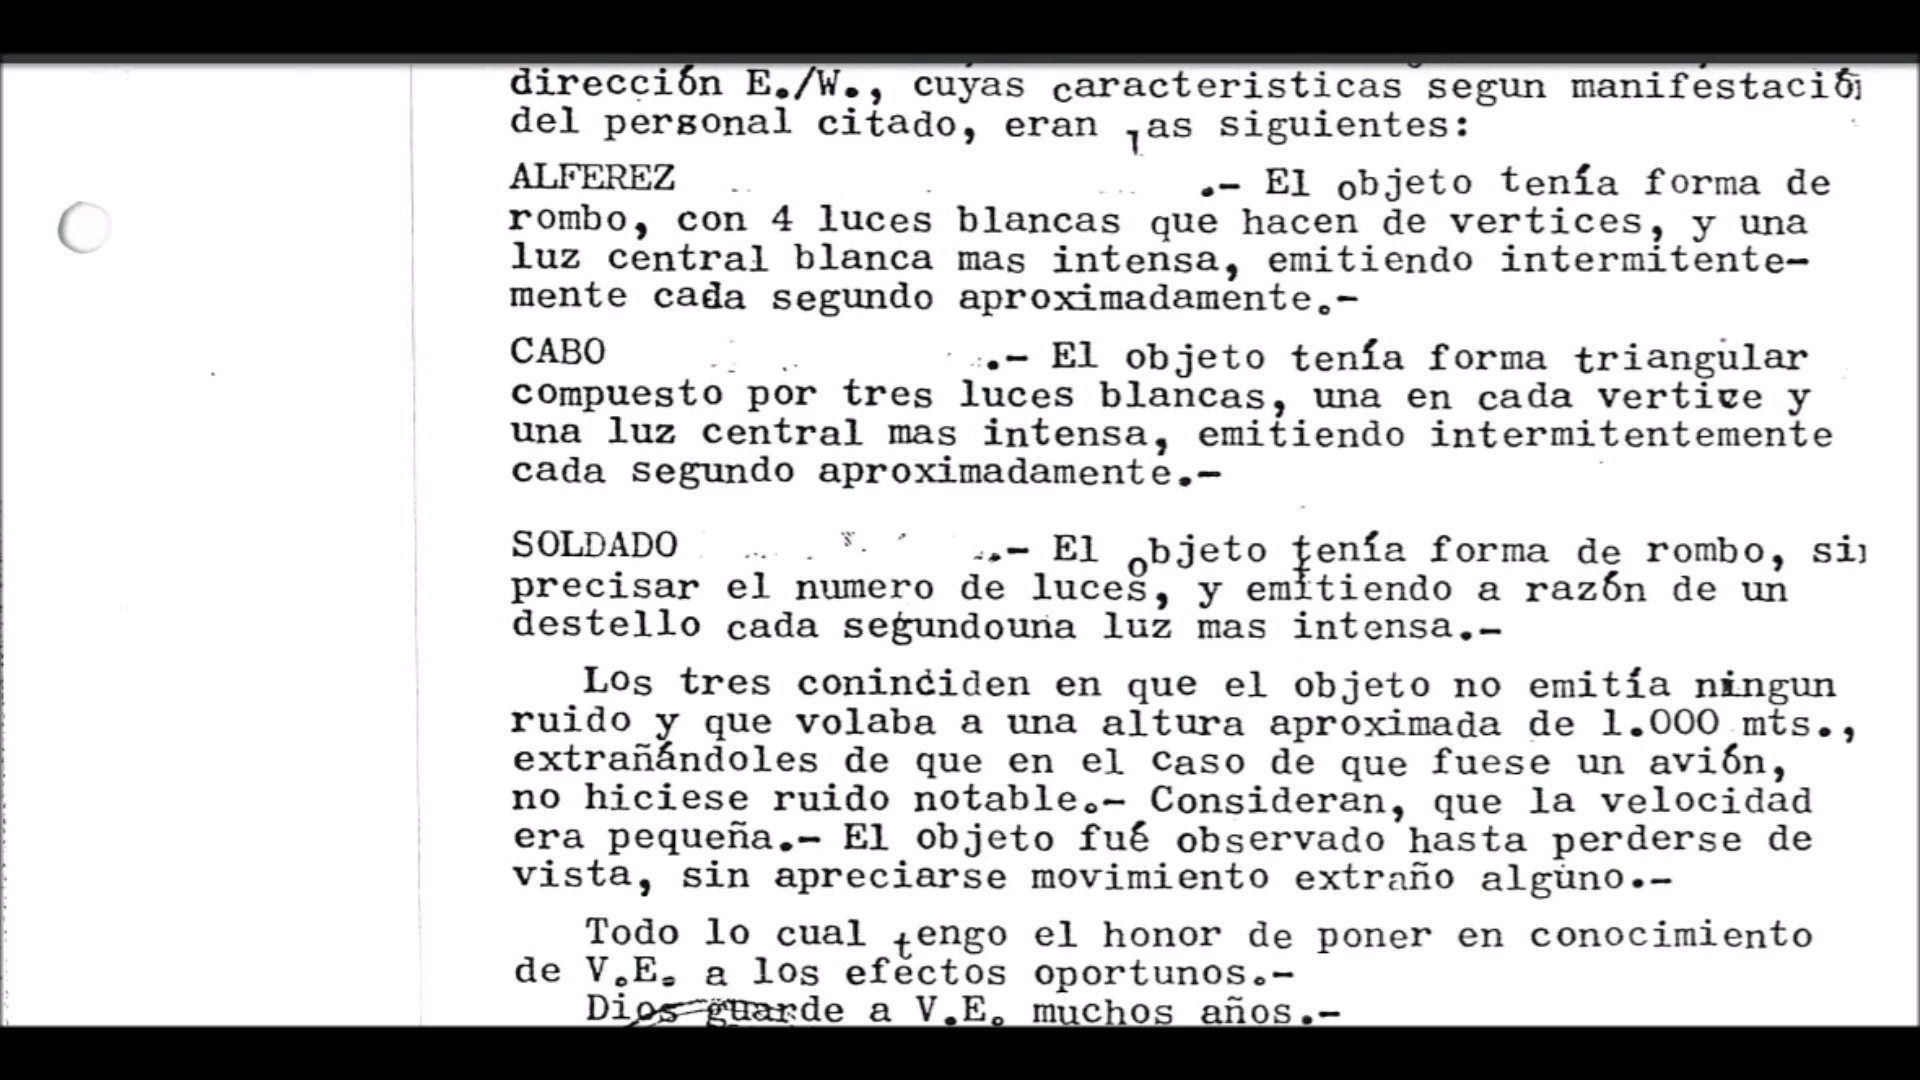 dirección E./W., cuyas caracteristicas segun manifestació
del personal citado, eran las siguientes:
ALFEREZ .- El objeto tenía forma de
rombo, con 4 luces blancas que hacen de vertices, y una
luz central blanca mas intensa, emitiendo intermitente-
mente cada segundo aproximadamente.-
CABO .- El objeto tenía forma triangular
compuesto por tres luces blancas, una en cada vertice y
una luz central mas intensa, emitiendo intermitentemente
cada segundo aproximadamente.-
SOLDADO .- El objeto tenía forma de rombo, sin
precisar el numero de luces, y emitiendo a razón de un
destello cada segundouna luz mas intensa.-
Los tres coninciden en que el objeto no emitía ningun
ruido y que volaba a una altura aproximada de 1.000 mts.,
extrañándoles de que en el caso de que fuese un avión,
no hiciese ruido notable.- Consideran, que la velocidad
era pequeña.- El objeto fué observado hasta perderse de
vista, sin apreciarse movimiento extraño alguno.-
Todo lo cual tengo el honor de poner en conocimiento
de V.E. a los efectos oportunos.-
Dios guarde a V.E. muchos años.-